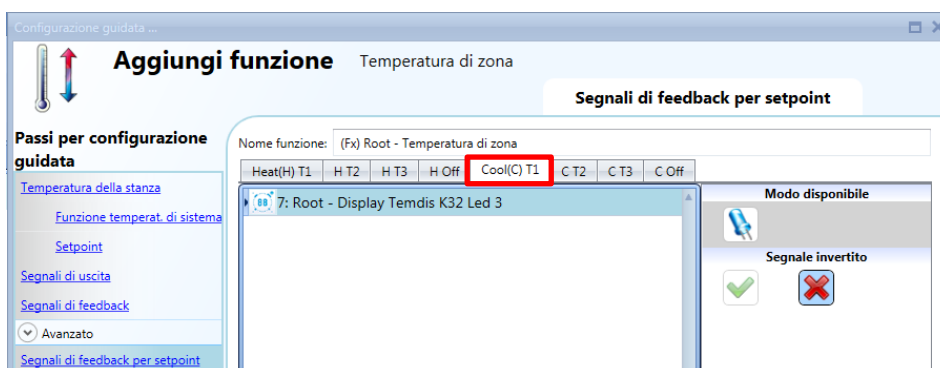 Configurazione guidata ...
Aggiungi funzione Temperatura di zona
Segnali di feedback per setpoint
Passi per configurazione
guidata
Temperatura della stanza
Funzione temperat. di sistema
Setpoint
Segnali di uscita
Segnali di feedback
Avanzato
Segnali di feedback per setpoint
Nome funzione: (Fx) Root - Temperatura di zona
Heat(H) T1 H T2 H T3 H Off Cool(C) T1 C T2 C T3 C Off
7: Root - Display Temdis K32 Led 3
Modo disponibile
Segnale invertito